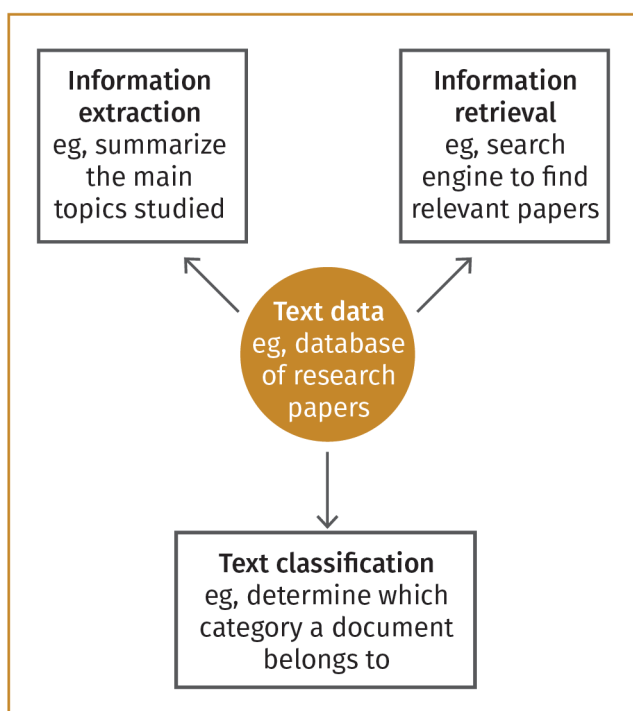 Information
extraction
eg, summarize
the main
topics studied
Information
retrieval
eg, search
engine to find
relevant papers
Text data
eg, database
of research
papers
Text classification
eg, determine which
category a document
belongs to